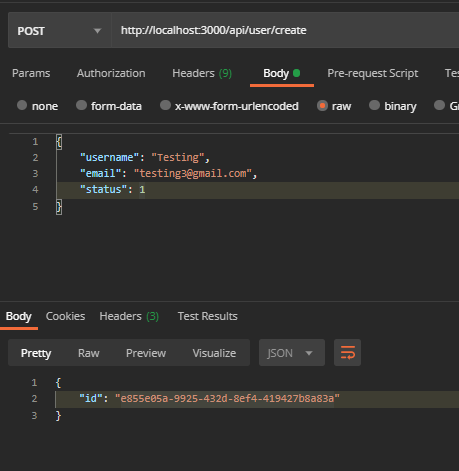 POST http://localhost:3000/api/user/create
Params Authorization Headers (9) Body Pre-request Script
none form-data x-www-form-urlencoded raw binary
1 {
2 "username": "Testing",
3 "email": "testing3@gmail.com",
4 "status": 1
5 }
Body Cookies Headers (3) Test Results
Pretty Raw Preview Visualize JSON
1 {
2 "id": "e855e05a-9925-432d-8ef4-419427b8a83a"
3 }